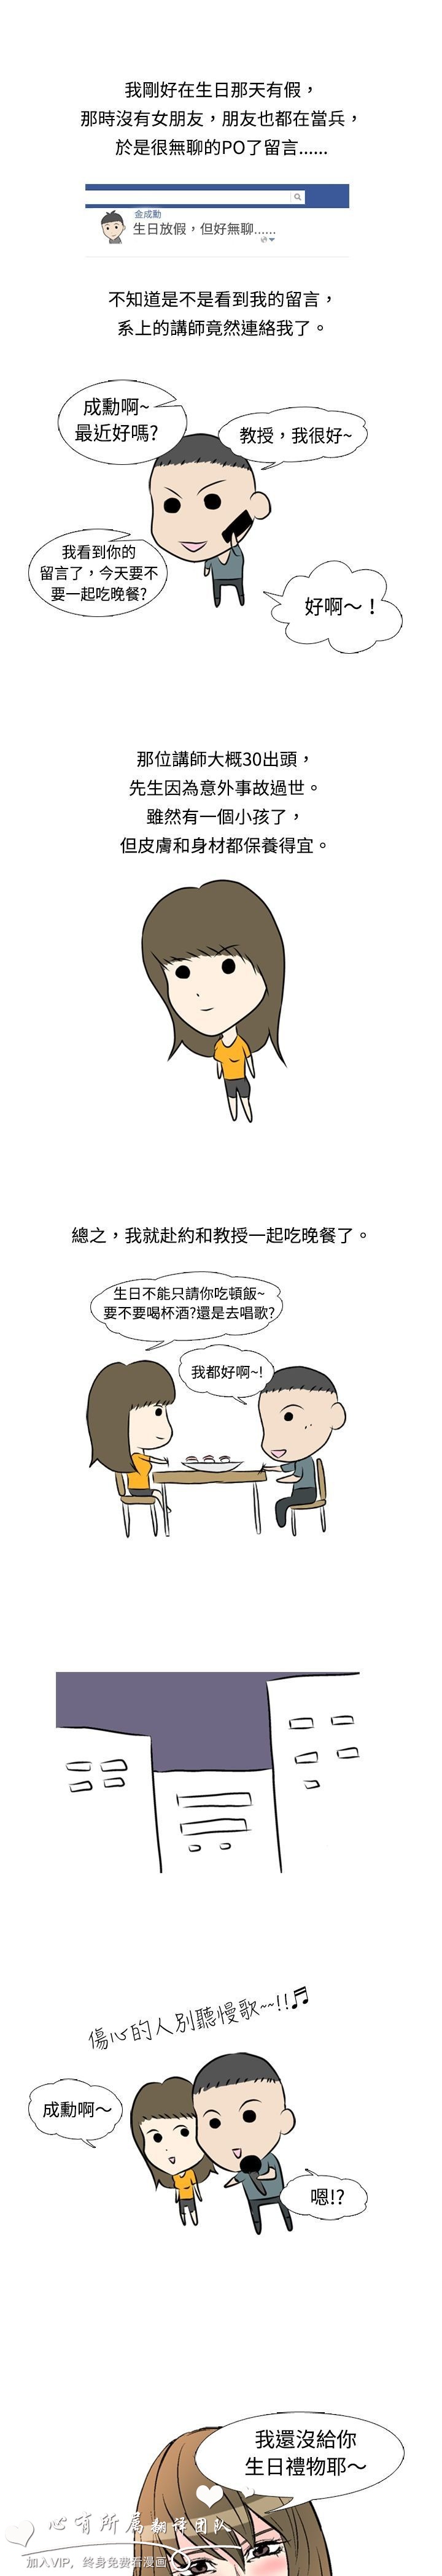 我剛好在生日那天有假，
那時沒有女朋友，朋友也都在當兵，
於是很無聊的PO了留言......
金成勳
生日放假，但好無聊......
不知道是不是看到我的留言，
系上的講師竟然連絡我了。
成勳啊~
最近好嗎?
教授，我很好~
我看到你的
留言了，今天要不
要一起吃晚餐?
好啊～！
那位講師大概30出頭，
先生因為意外事故過世。
雖然有一個小孩了，
但皮膚和身材都保養得宜。
總之，我就赴約和教授一起吃晚餐了。
生日不能只請你吃頓飯~
要不要喝杯酒?還是去唱歌?
我都好啊~!
傷心的人別聽慢歌~~!!♬
成勳啊～
嗯!?
我還沒給你
生日禮物耶～
心有所属翻译团队
加入VIP，终身免费看漫画